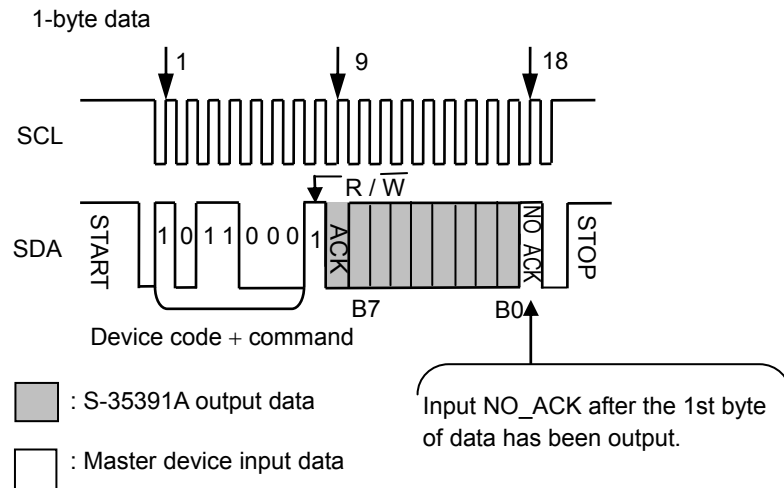 1-byte data
1 9 18
SCL
R / W
SDA START 1 0 1 1 0 0 0 1 ACK NO ACK STOP
B7 B0
Device code + command
: S-35391A output data
: Master device input data
Input NO_ACK after the 1st byte
of data has been output.